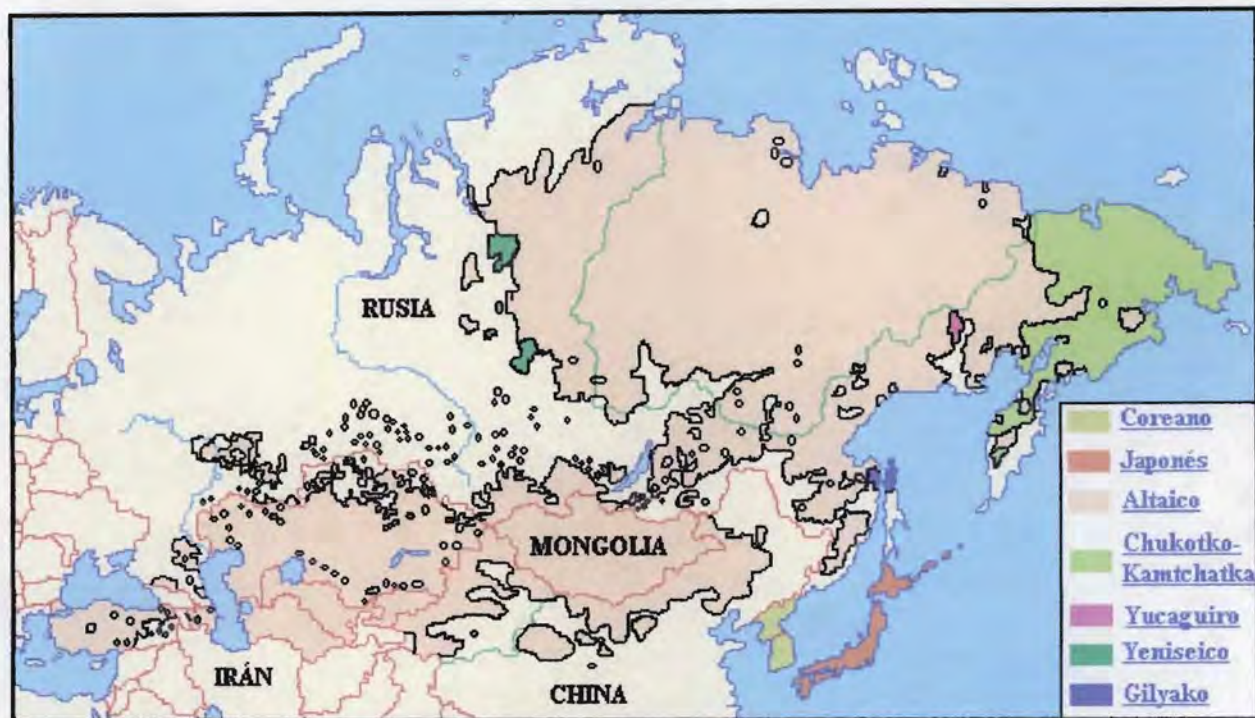 RUSIA
MONGOLIA
IRÁN
CHINA
Coreano
Japonés
Altaico
Chukotko-
Kamtchatka
Yucaguiro
Yeniseico
Gilyako